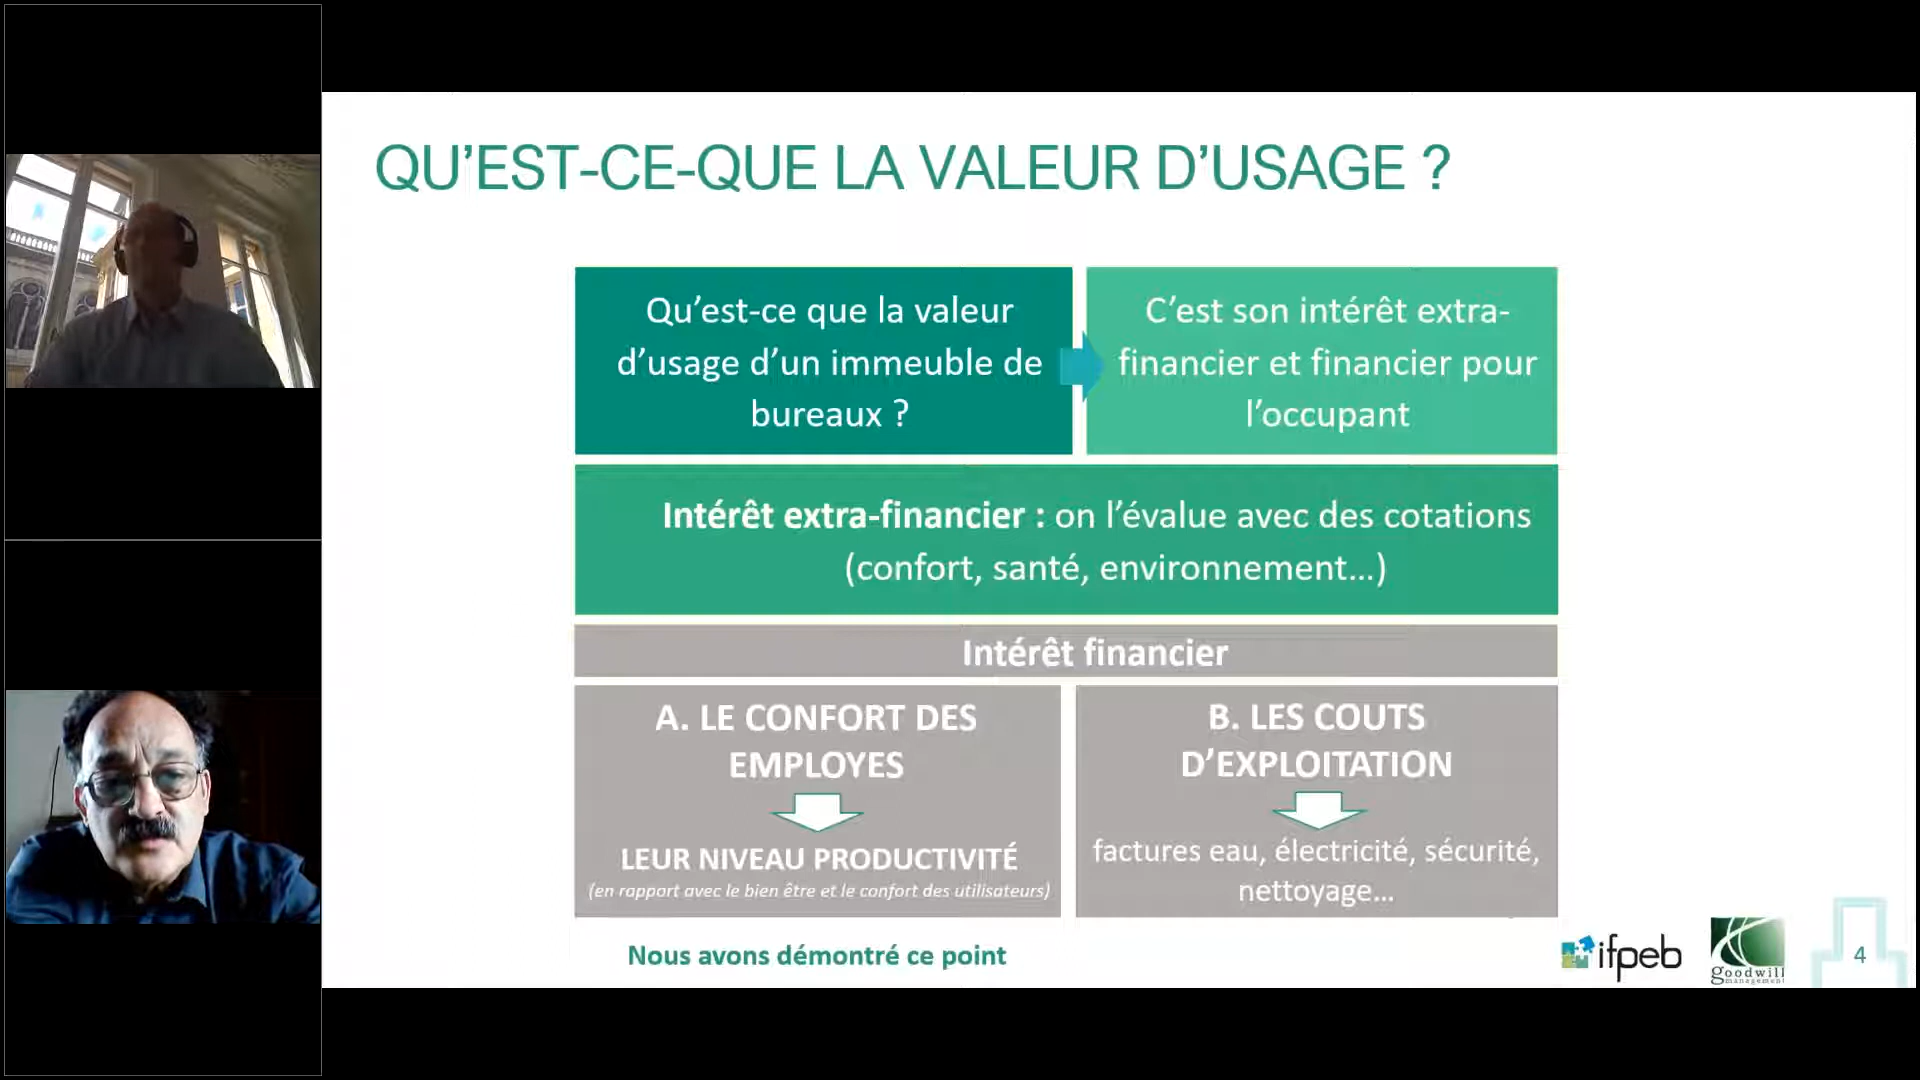 QU’EST-CE-QUE LA VALEUR D’USAGE ?
Qu’est-ce que la valeur
d’usage d’un immeuble de
bureaux ?
C’est son intérêt extra-
financier et financier pour
l’occupant
Intérêt extra-financier : on l’évalue avec des cotations
(confort, santé, environnement…)
Intérêt financier
A. LE CONFORT DES
EMPLOYES
LEUR NIVEAU PRODUCTIVITÉ
(en rapport avec le bien être et le confort des utilisateurs)
B. LES COUTS
D’EXPLOITATION
factures eau, électricité, sécurité,
nettoyage…
Nous avons démontré ce point
ifpeb
goodwill
management
4